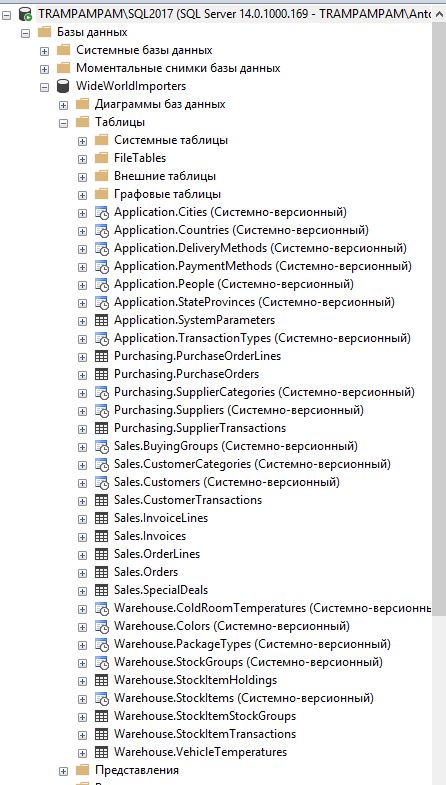 TRAMPAMPAM\SQL2017 (SQL Server 14.0.1000.169 - TRAMPAMPAM\Anto
Базы данных
Системные базы данных
Моментальные снимки базы данных
WideWorldImporters
Диаграммы баз данных
Таблицы
Системные таблицы
FileTables
Внешние таблицы
Графовые таблицы
Application.Cities (Системно-версионный)
Application.Countries (Системно-версионный)
Application.DeliveryMethods (Системно-версионный)
Application.PaymentMethods (Системно-версионный)
Application.People (Системно-версионный)
Application.StateProvinces (Системно-версионный)
Application.SystemParameters
Application.TransactionTypes (Системно-версионный)
Purchasing.PurchaseOrderLines
Purchasing.PurchaseOrders
Purchasing.SupplierCategories (Системно-версионный)
Purchasing.Suppliers (Системно-версионный)
Purchasing.SupplierTransactions
Sales.BuyingGroups (Системно-версионный)
Sales.CustomerCategories (Системно-версионный)
Sales.Customers (Системно-версионный)
Sales.CustomerTransactions
Sales.InvoiceLines
Sales.Invoices
Sales.OrderLines
Sales.Orders
Sales.SpecialDeals
Warehouse.ColdRoomTemperatures (Системно-версионнь
Warehouse.Colors (Системно-версионный)
Warehouse.PackageTypes (Системно-версионный)
Warehouse.StockGroups (Системно-версионный)
Warehouse.StockItemHoldings
Warehouse.StockItems (Системно-версионный)
Warehouse.StockItemStockGroups
Warehouse.StockItemTransactions
Warehouse.VehicleTemperatures
Представления